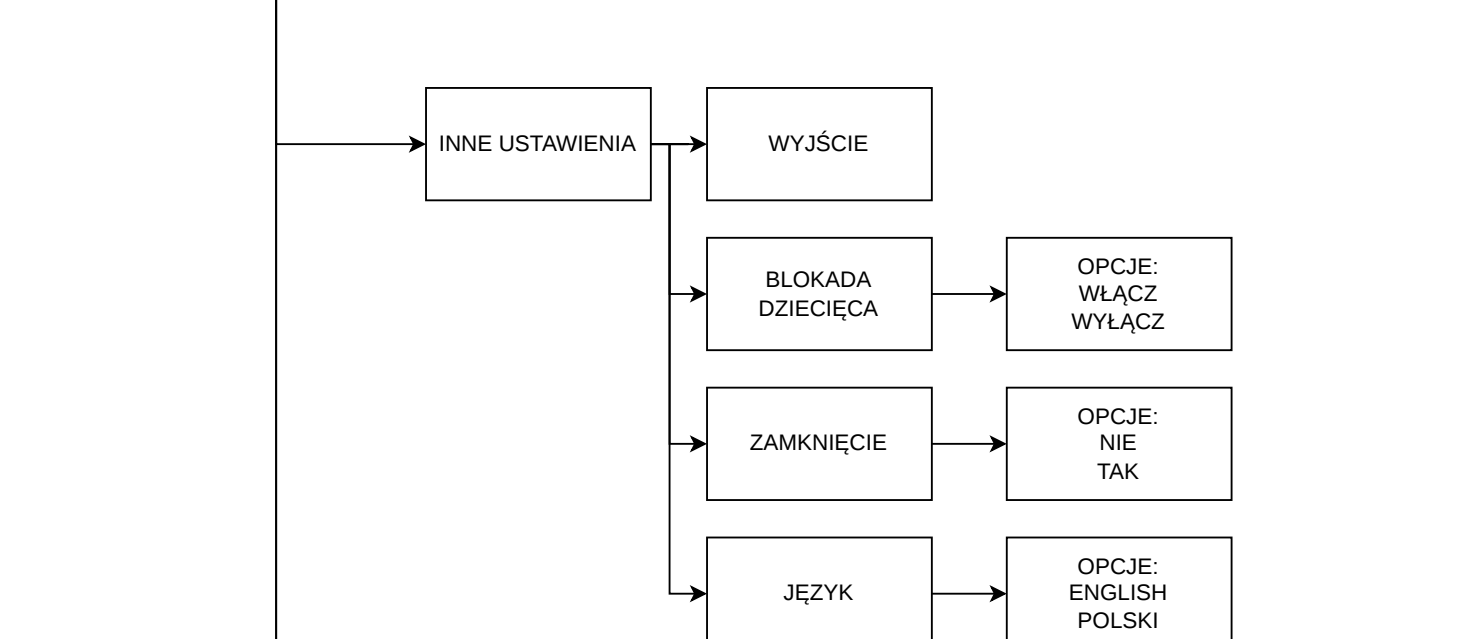 INNE USTAWIENIA
WYJŚCIE
BLOKADA
DZIECIĘCA
OPCJE:
WŁĄCZ
WYŁĄCZ
ZAMKNIĘCIE
OPCJE:
NIE
TAK
JĘZYK
OPCJE:
ENGLISH
POLSKI